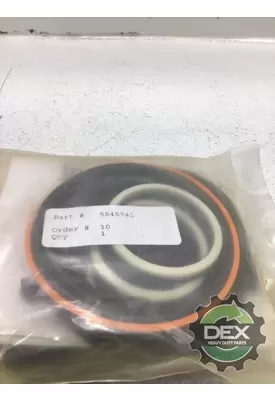 Part # 5545741
Order # 10
Qty 1
DEX
HEAVY DUTY PARTS